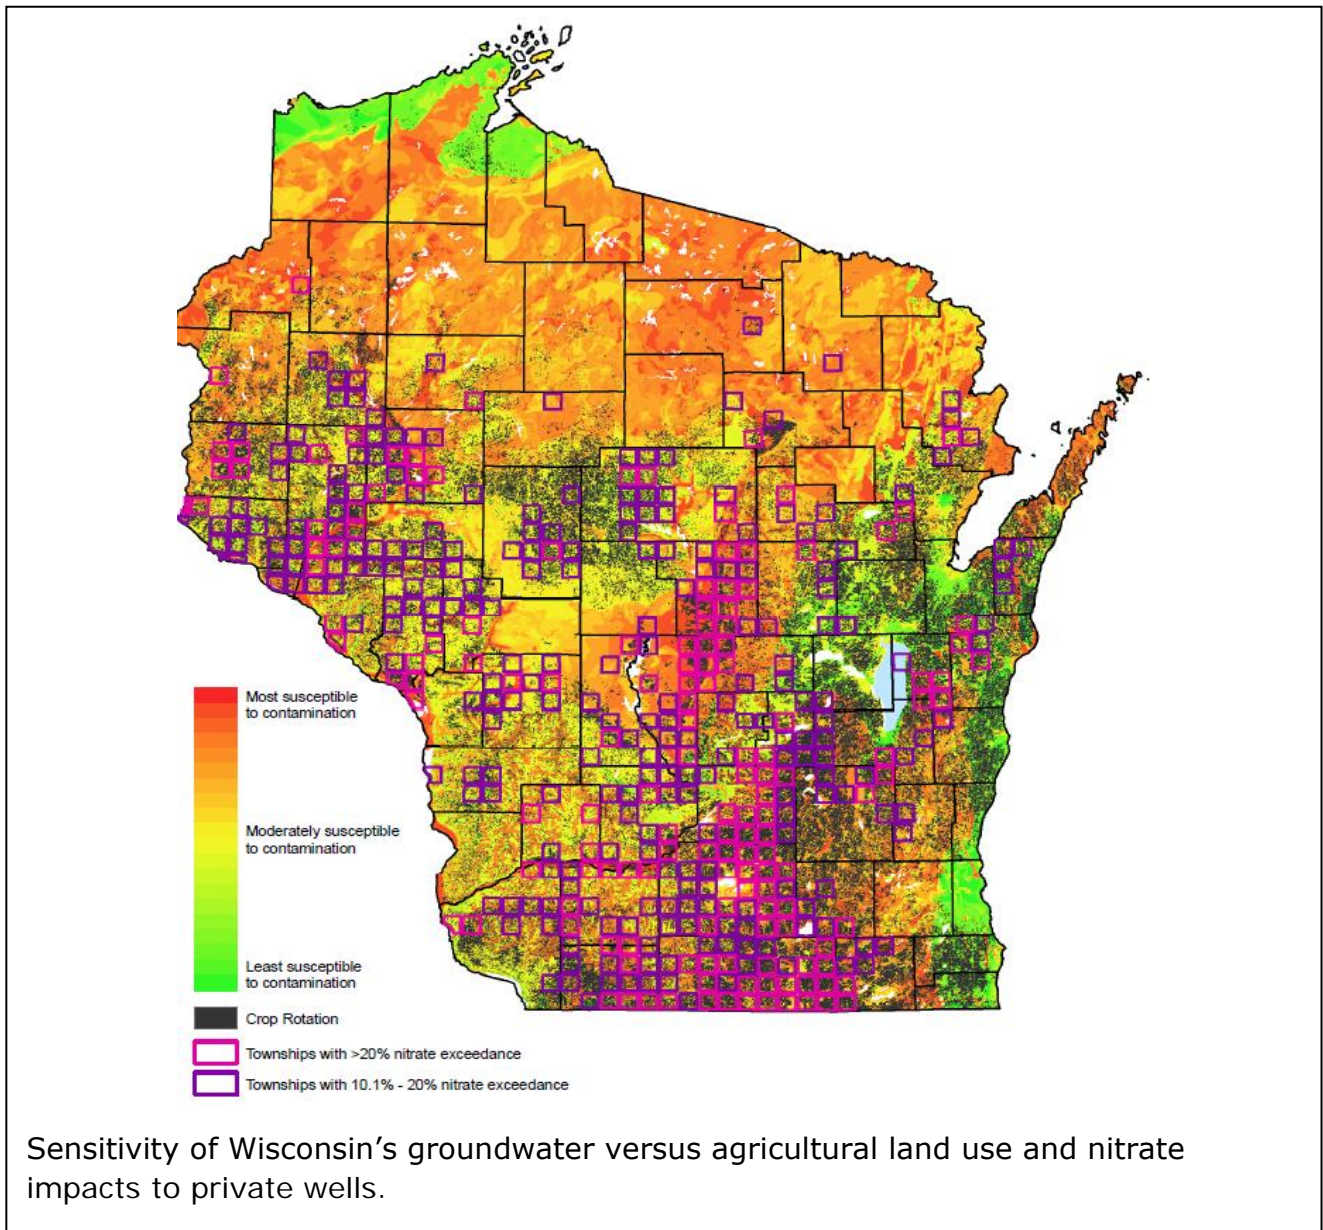 Most susceptible
to contamination
Moderately susceptible
to contamination
Least susceptible
to contamination
Crop Rotation
Townships with >20% nitrate exceedance
Townships with 10.1% - 20% nitrate exceedance
Sensitivity of Wisconsin’s groundwater versus agricultural land use and nitrate
impacts to private wells.